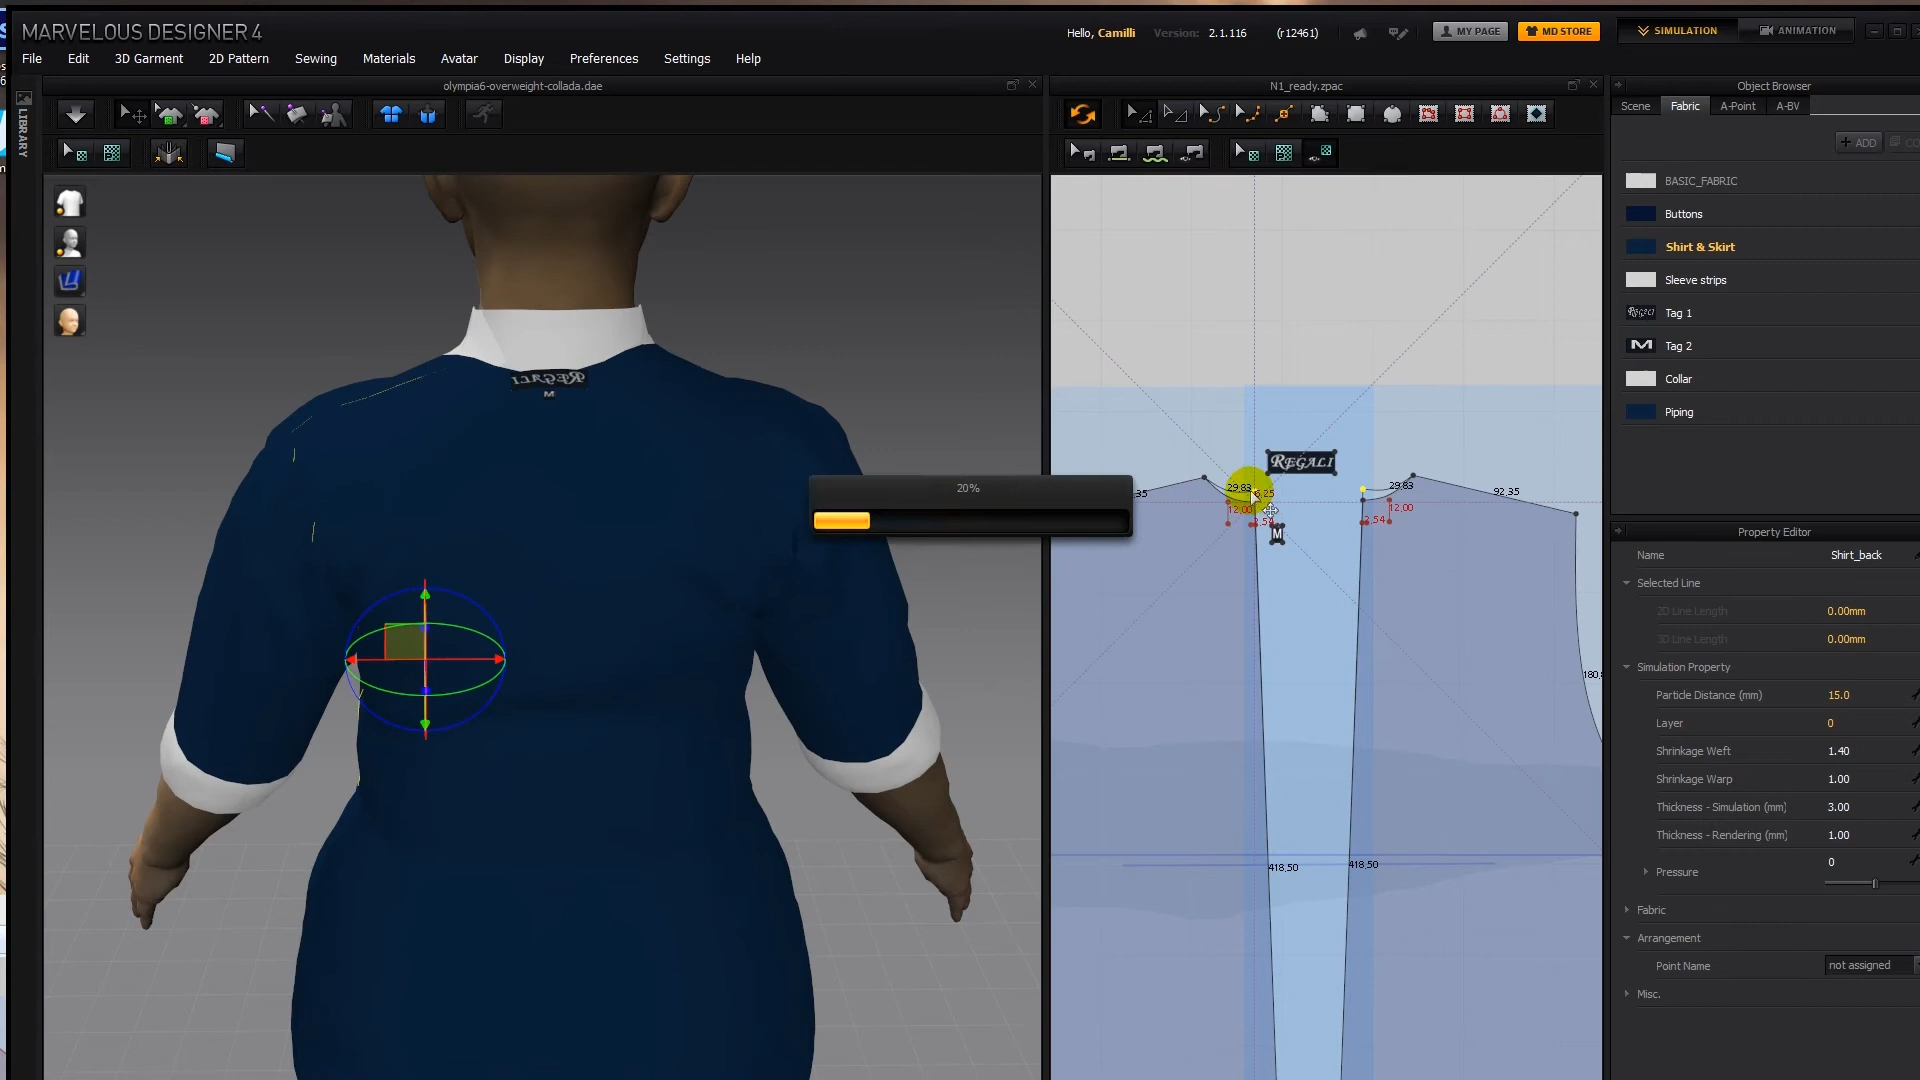 MARVELOUS DESIGNER 4
Hello, Camilli
Version: 2.1.116 (r12461)
MY PAGE
MD STORE
SIMULATION
ANIMATION
File Edit 3D Garment 2D Pattern Sewing Materials Avatar Display Preferences Settings Help
olympia6-overweight-collada.dae
N1_ready.zpac
Object Browser
LIBRARY
Scene Fabric A-Point A-BV
+ ADD
BASIC_FABRIC
Buttons
Shirt & Skirt
Sleeve strips
REGALI Tag 1
M Tag 2
Collar
Piping
REGALI
M
20%
REGALI
29,83
12,00
M
29,83
12,00
2,54
92,35
180,
418,50
418,50
Property Editor
Name Shirt_back
Selected Line
2D Line Length 0.00mm
3D Line Length 0.00mm
Simulation Property
Particle Distance (mm) 15.0
Layer 0
Shrinkage Weft 1.40
Shrinkage Warp 1.00
Thickness - Simulation (mm) 3.00
Thickness - Rendering (mm) 1.00
Pressure 0
Fabric
Arrangement
Point Name not assigned
Misc.